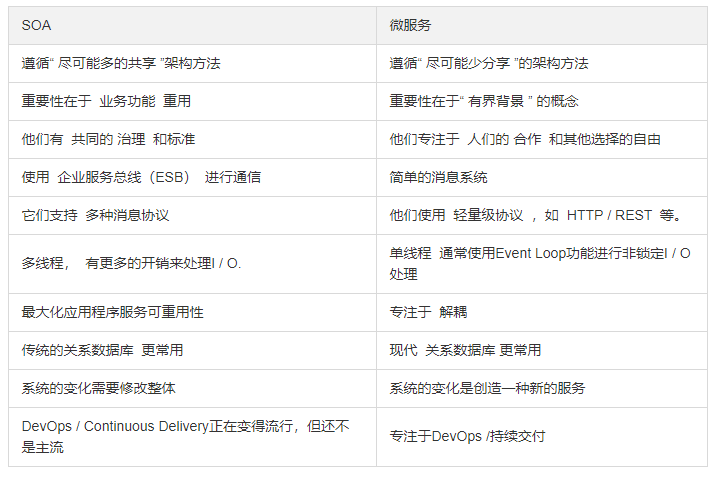 SOA
微服务
遵循“ 尽可能多的共享 ”架构方法
遵循“ 尽可能少分享 ”的架构方法
重要性在于 业务功能 重用
重要性在于“ 有界背景 ” 的概念
他们有 共同的 治理 和标准
他们专注于 人们的 合作 和其他选择的自由
使用 企业服务总线（ESB） 进行通信
简单的消息系统
它们支持 多种消息协议
他们使用 轻量级协议 ，如 HTTP / REST 等。
多线程， 有更多的开销来处理I / O.
单线程 通常使用Event Loop功能进行非锁定I / O
处理
最大化应用程序服务可重用性
专注于 解耦
传统的关系数据库 更常用
现代 关系数据库 更常用
系统的变化需要修改整体
系统的变化是创造一种新的服务
DevOps / Continuous Delivery正在变得流行，但还不
是主流
专注于DevOps /持续交付